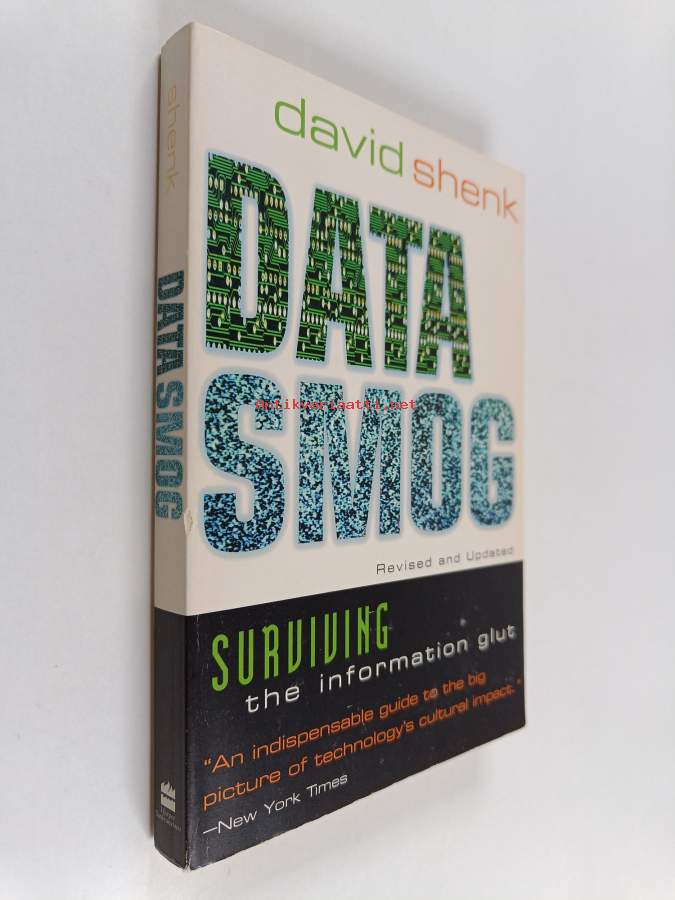 david shenk
DATA
SMOG
Antikvariaatti.net
Revised and Updated
SURVIVING
the information glut
"An indispensable guide to the big
picture of technology's cultural impact."
—New York Times
shenk
DATA SMOG